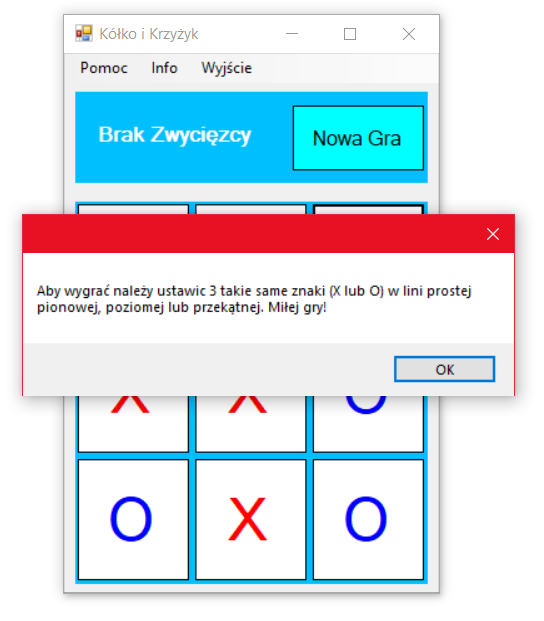 Kółko i Krzyżyk
Pomoc Info Wyjście
Brak Zwycięzcy
Nowa Gra
Aby wygrać należy ustawic 3 takie same znaki (X lub O) w lini prostej
pionowej, poziomej lub przekątnej. Miłej gry!
OK
X X O
O X O